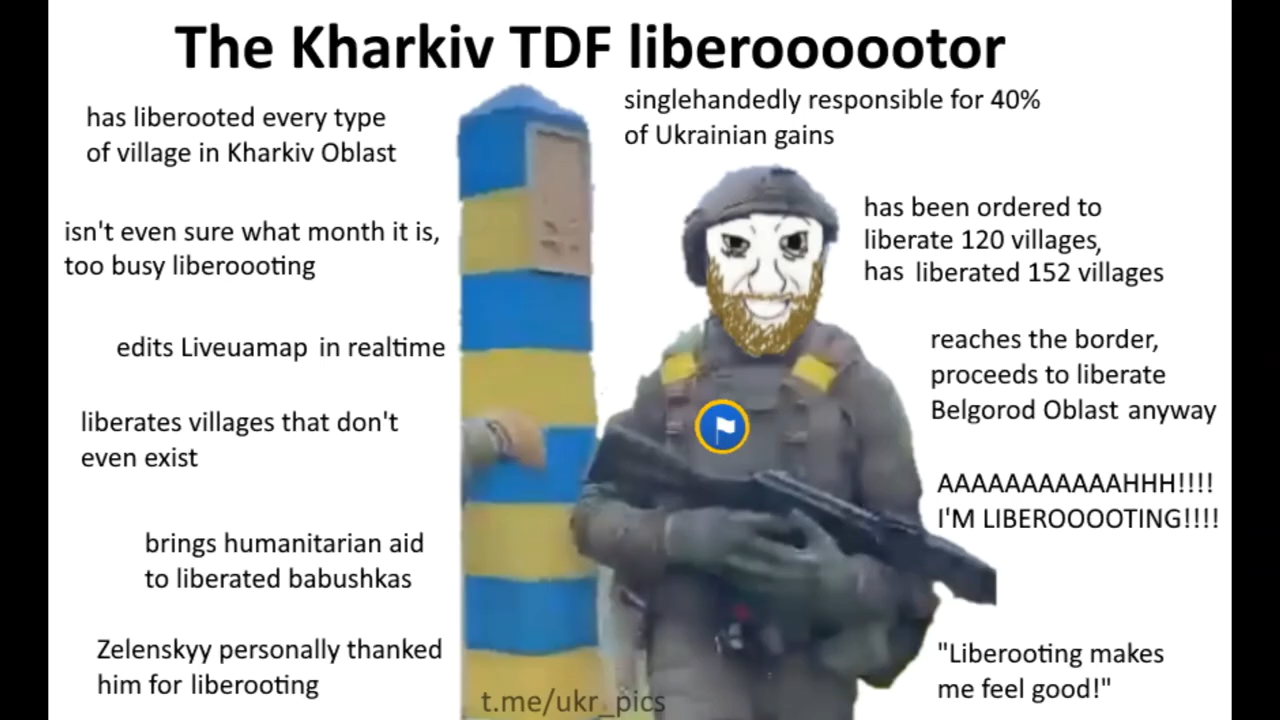 The Kharkiv TDF liberoooootor
has liberooted every type
of village in Kharkiv Oblast
isn't even sure what month it is,
too busy liberoooting
edits Liveuamap in realtime
liberates villages that don't
even exist
brings humanitarian aid
to liberated babushkas
Zelenskyy personally thanked
him for liberooting
singlehandedly responsible for 40%
of Ukrainian gains
has been ordered to
liberate 120 villages,
has liberated 152 villages
reaches the border,
proceeds to liberate
Belgorod Oblast anyway
AAAAAAAAAAAHHH!!!!
I'M LIBEROOOOTING!!!!
"Liberooting makes
me feel good!"
t.me/ukr_pics